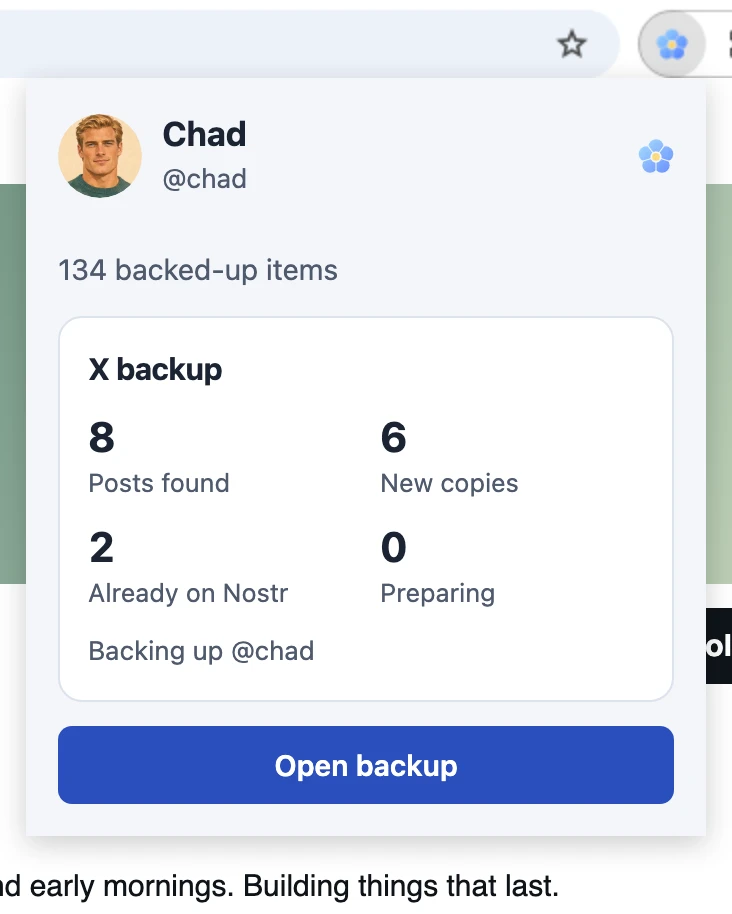 Chad
@chad
134 backed-up items
X backup
8
Posts found
6
New copies
2
Already on Nostr
0
Preparing
Backing up @chad
Open backup
early mornings. Building things that last.